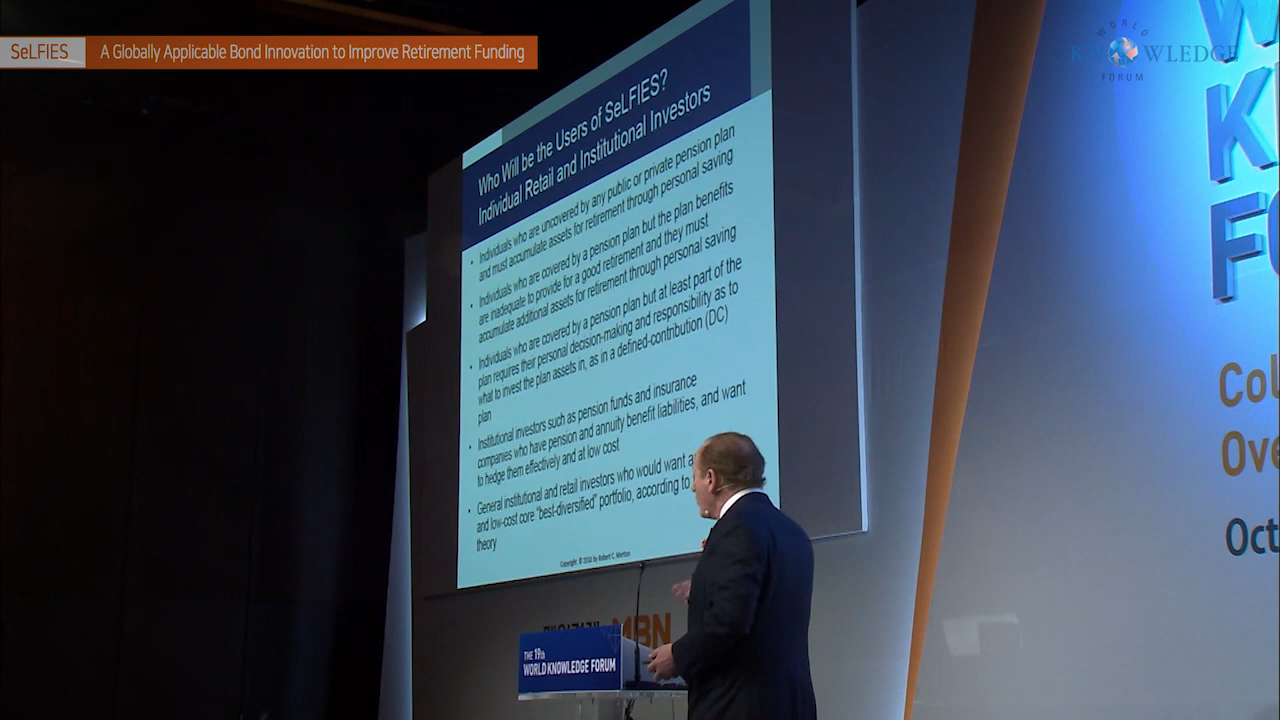 SeLFIES A Globally Applicable Bond Innovation to Improve Retirement Funding
WORLD
KNOWLEDGE
FORUM
Who Will be the Users of SeLFIES?
Individual Retail and Institutional Investors
• Individuals who are uncovered by any public or private pension plan
and must accumulate assets for retirement through personal saving
• Individuals who are covered by a pension plan but the plan benefits
are inadequate to provide for a good retirement and they must
accumulate additional assets for retirement through personal saving
• Individuals who are covered by a pension plan but at least part of the
plan requires their personal decision-making and responsibility as to
what to invest the plan assets in, as in a defined-contribution (DC)
plan
• Institutional investors such as pension funds and insurance
companies who have pension and annuity benefit liabilities, and want
to hedge them effectively and at low cost
• General institutional and retail investors who would want a
and low-cost core “best-diversified” portfolio, according to
theory
Copyright © 2018 by Robert C. Merton
MBN
THE 19th
WORLD KNOWLEDGE FORUM
W
K
F
Col
Ove
Oct